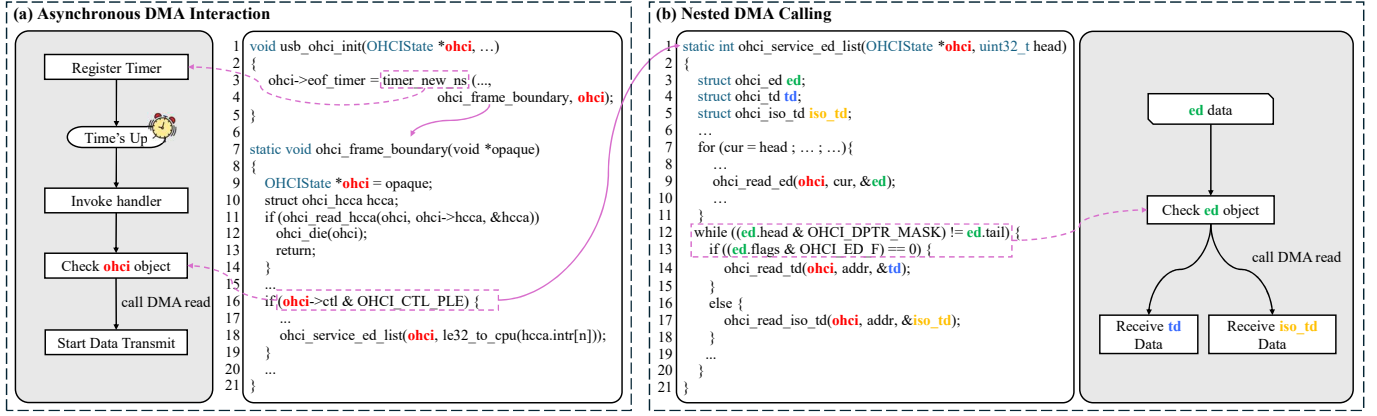 (a) Asynchronous DMA Interaction
Register Timer
Time's Up
Invoke handler
Check ohci object
call DMA read
Start Data Transmit
1 void usb_ohci_init(OHCIState *ohci, …)
2 {
3 ohci->eof_timer = timer_new_ns (...,
4 ohci_frame_boundary, ohci);
5 }
6
7 static void ohci_frame_boundary(void *opaque)
8 {
9 OHCIState *ohci = opaque;
10 struct ohci_hcca hcca;
11 if (ohci_read_hcca(ohci, ohci->hcca, &hcca))
12 ohci_die(ohci);
13 return;
14 }
15 ...
16 if (ohci->ctl & OHCI_CTL_PLE) {
17 ...
18 ohci_service_ed_list(ohci, le32_to_cpu(hcca.intr[n]));
19 }
20 ...
21 }
(b) Nested DMA Calling
1 static int ohci_service_ed_list(OHCIState *ohci, uint32_t head)
2 {
3 struct ohci_ed ed;
4 struct ohci_td td;
5 struct ohci_iso_td iso_td;
6 …
7 for (cur = head ; … ; …){
8 …
9 ohci_read_ed(ohci, cur, &ed);
10 …
11 }
12 while ((ed.head & OHCI_DPTR_MASK) != ed.tail) {
13 if ((ed.flags & OHCI_ED_F) == 0) {
14 ohci_read_td(ohci, addr, &td);
15 }
16 else {
17 ohci_read_iso_td(ohci, addr, &iso_td);
18 }
19 ...
20 }
21 }
ed data
Check ed object
call DMA read
Receive td
Data
Receive iso_td
Data